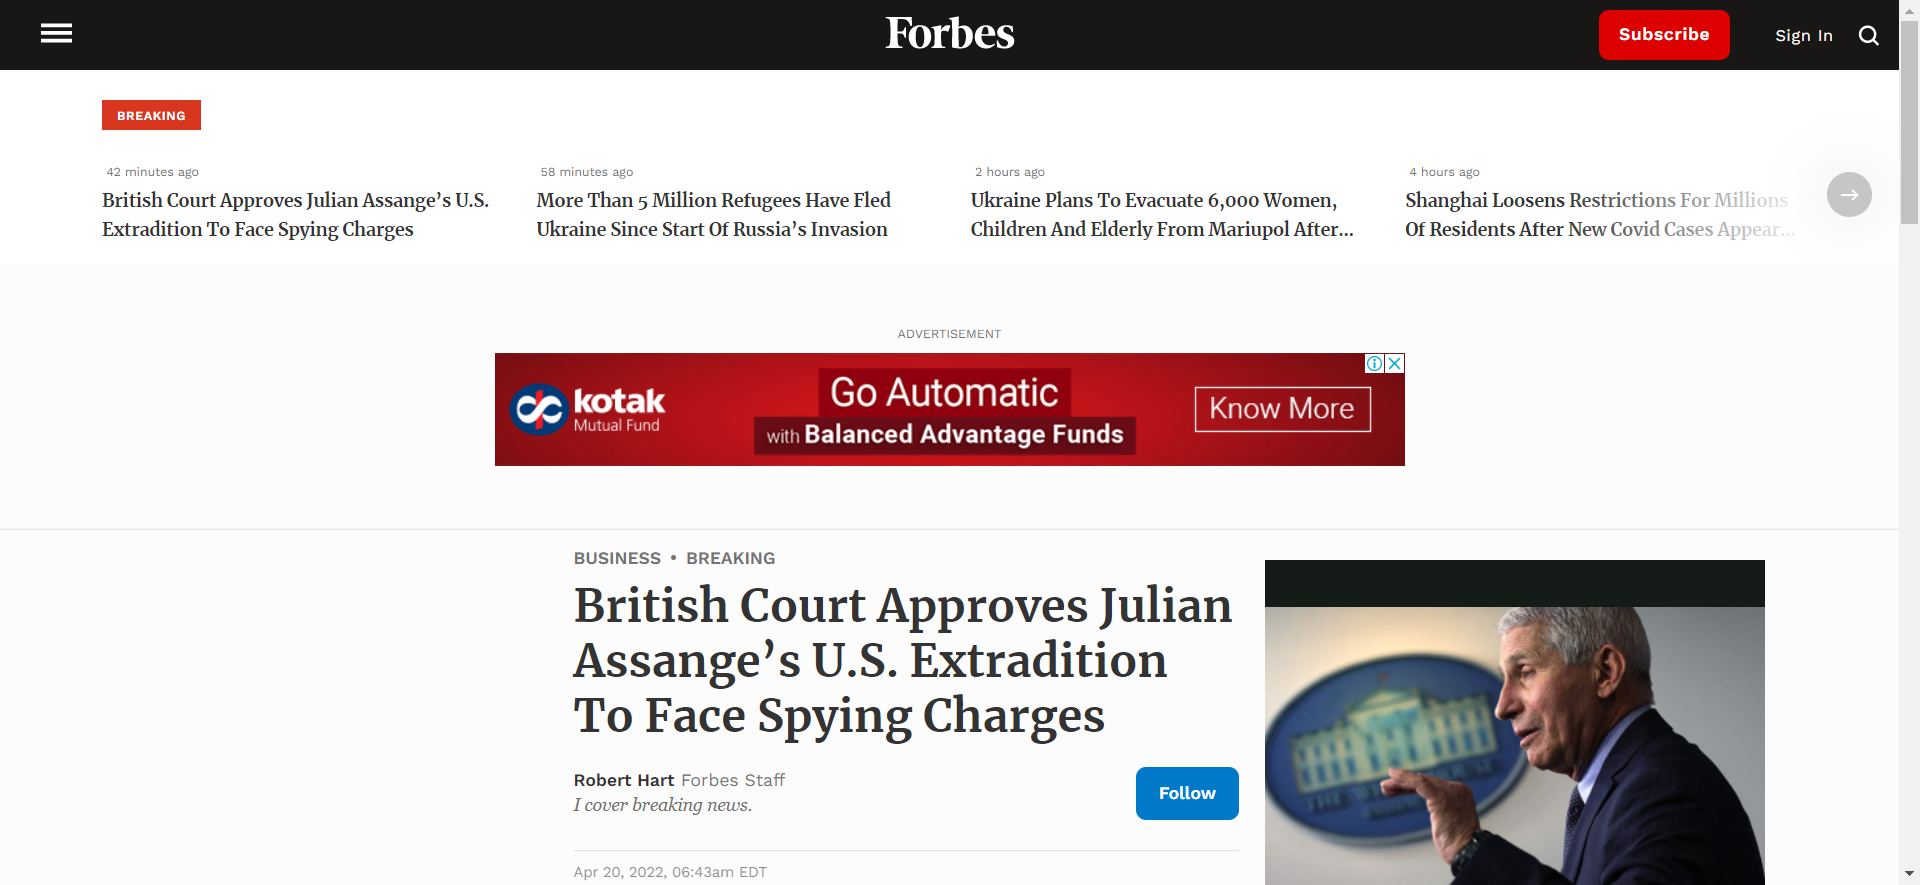 Forbes
Subscribe
Sign In
BREAKING
42 minutes ago
British Court Approves Julian Assange’s U.S.
Extradition To Face Spying Charges
58 minutes ago
More Than 5 Million Refugees Have Fled
Ukraine Since Start Of Russia’s Invasion
2 hours ago
Ukraine Plans To Evacuate 6,000 Women,
Children And Elderly From Mariupol After...
4 hours ago
Shanghai Loosens Restrictions For Millions
Of Residents After New Covid Cases Appear...
ADVERTISEMENT
kotak
Mutual Fund
Go Automatic
with Balanced Advantage Funds
Know More
BUSINESS • BREAKING
British Court Approves Julian
Assange’s U.S. Extradition
To Face Spying Charges
Robert Hart Forbes Staff
I cover breaking news.
Follow
Apr 20, 2022, 06:43am EDT
THE WHITE HOUSE